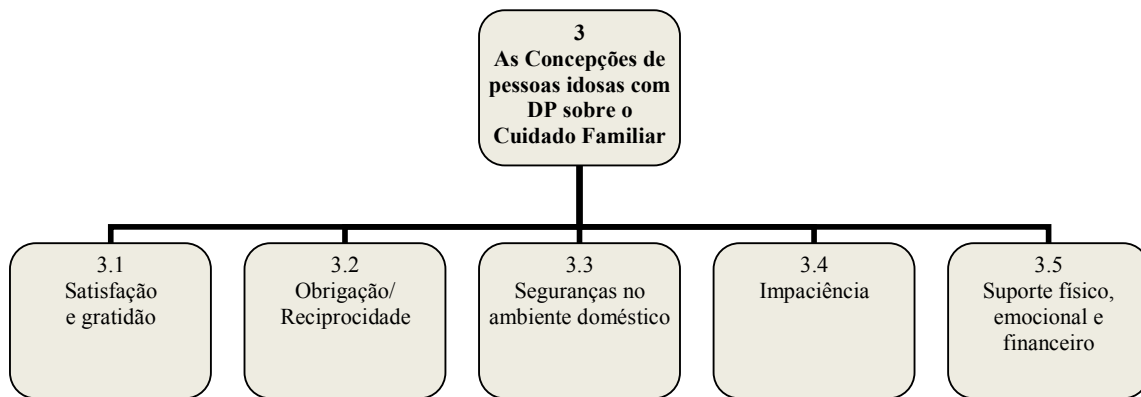 3
As Concepções de
pessoas idosas com
DP sobre o
Cuidado Familiar
3.1
Satisfação
e gratidão
3.2
Obrigação/
Reciprocidade
3.3
Seguranças no
ambiente doméstico
3.4
Impaciência
3.5
Suporte físico,
emocional e
financeiro